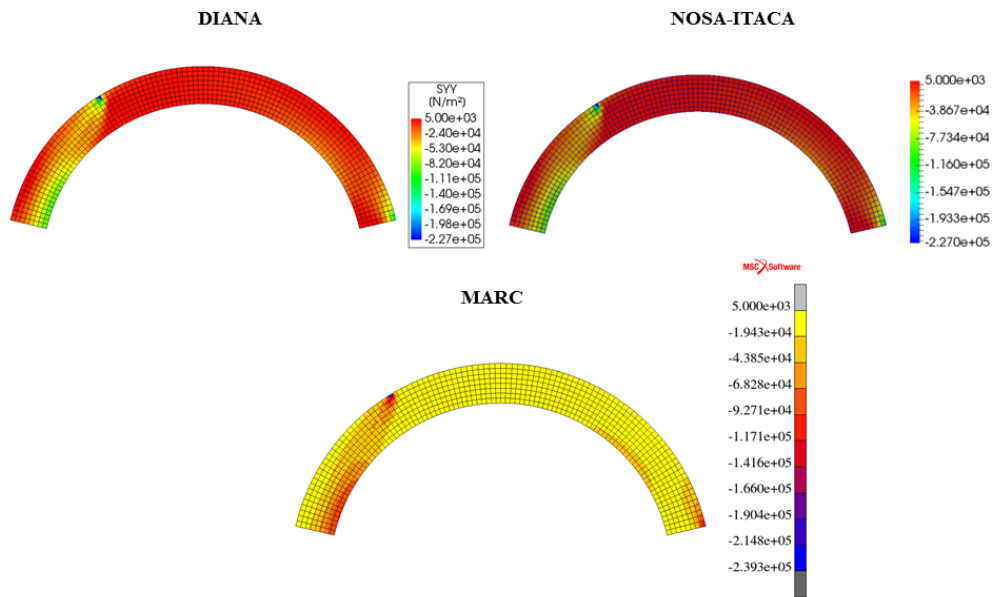 DIANA
NOSA-ITACA
SYY
(N/m²)
5.00e+03
-2.40e+04
-5.30e+04
-8.20e+04
-1.11e+05
-1.40e+05
-1.69e+05
-1.98e+05
-2.27e+05
5.000e+03
-3.867e+04
-7.734e+04
-1.160e+05
-1.547e+05
-1.933e+05
-2.270e+05
MSC Software
MARC
5.000e+03
-1.943e+04
-4.385e+04
-6.828e+04
-9.271e+04
-1.171e+05
-1.416e+05
-1.660e+05
-1.904e+05
-2.148e+05
-2.393e+05